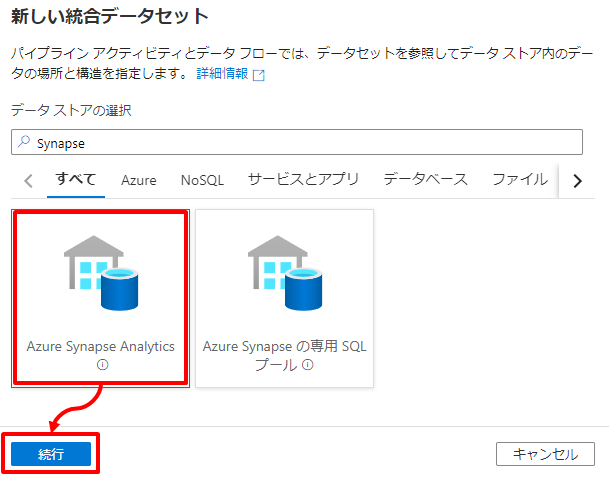 新しい統合データセット
パイプライン アクティビティとデータ フローでは、データセットを参照してデータ ストア内のデー
タの場所と構造を指定します。 詳細情報
データ ストアの選択
Synapse
すべて Azure NoSQL サービスとアプリ データベース ファイル
Azure Synapse Analytics
Azure Synapse の専用 SQL
プール
続行 キャンセル